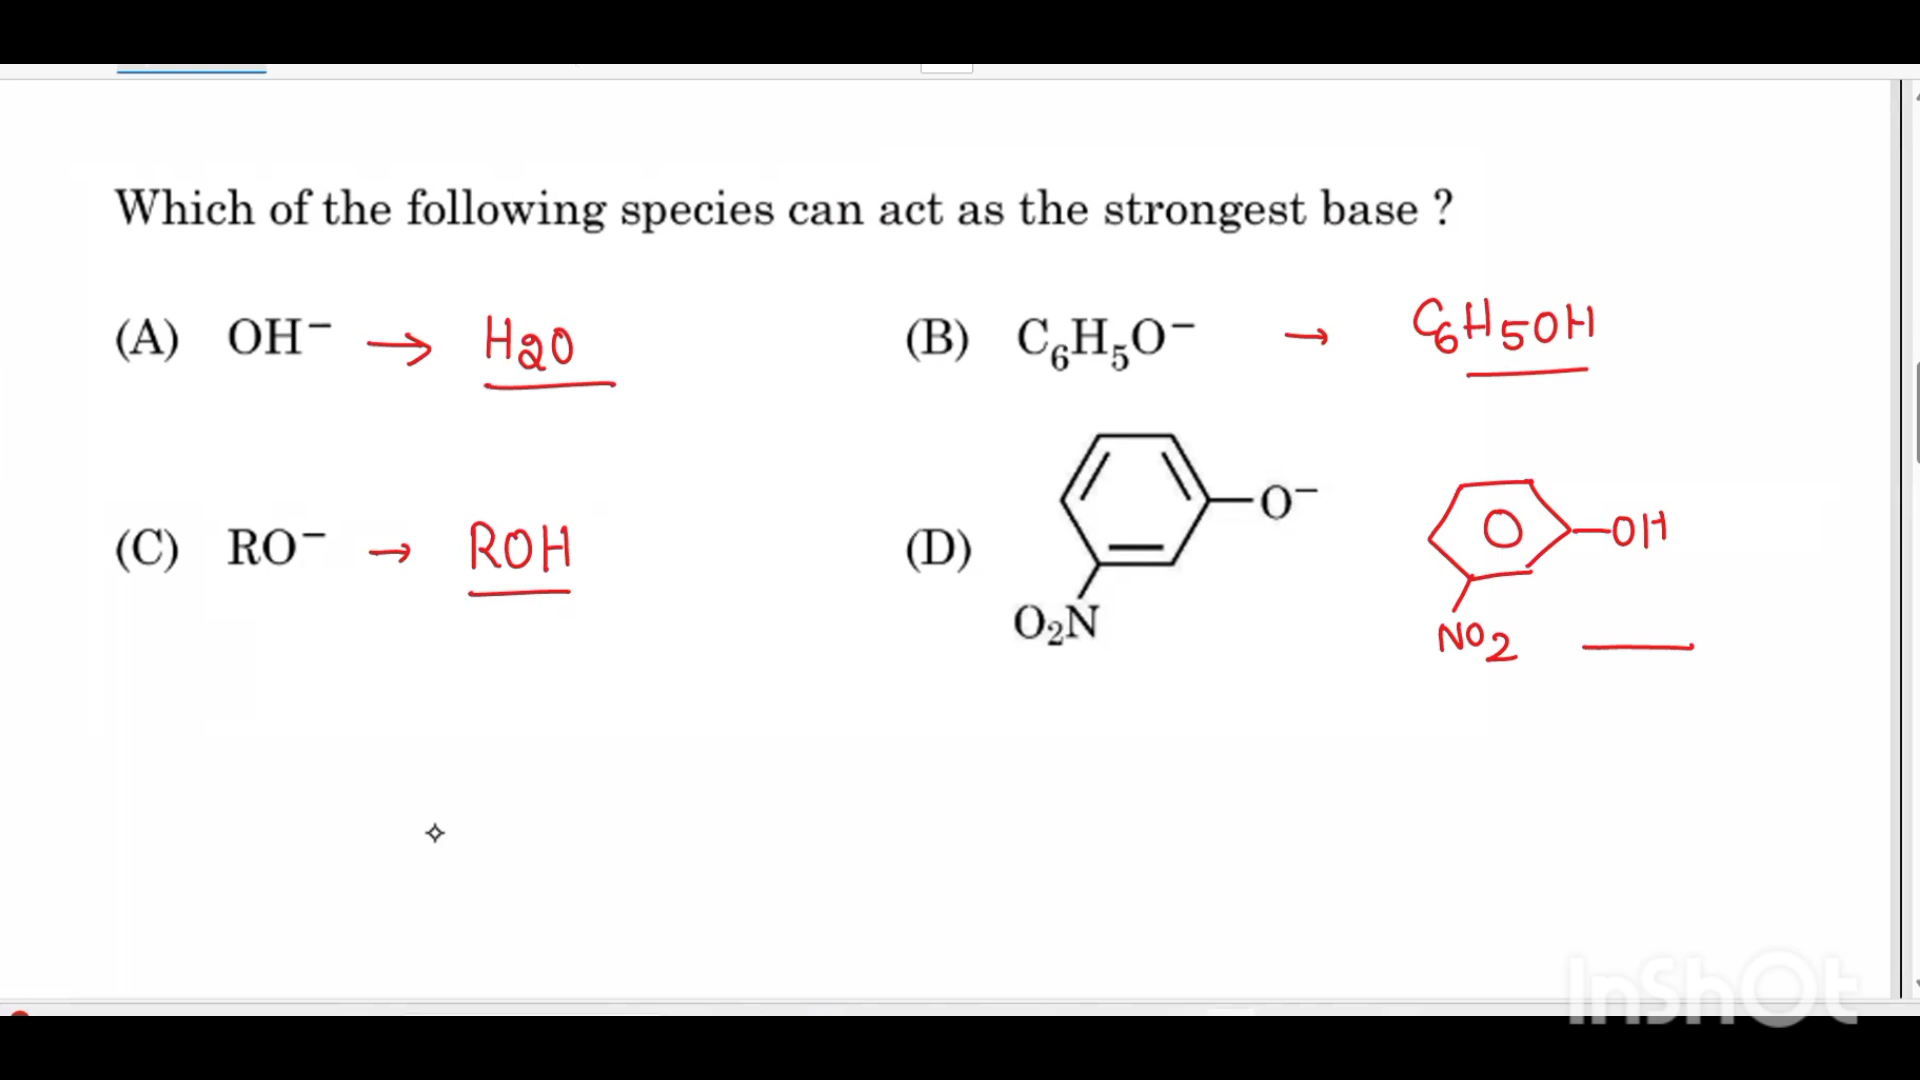 Which of the following species can act as the strongest base ?
(A) OH⁻ → H2O
(B) C₆H₅O⁻ → C6H5OH
(C) RO⁻ → ROH
(D) O⁻ OH
O₂N NO2
InShOt